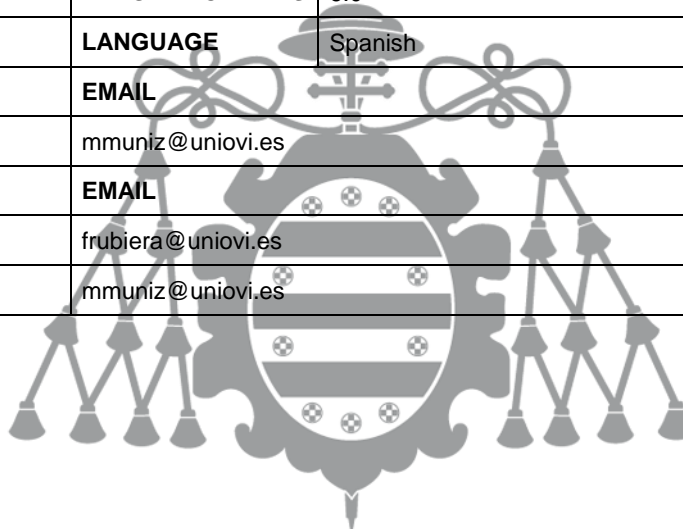 LANGUAGE Spanish
EMAIL
mmuniz@uniovi.es
EMAIL
frubiera@uniovi.es
mmuniz@uniovi.es